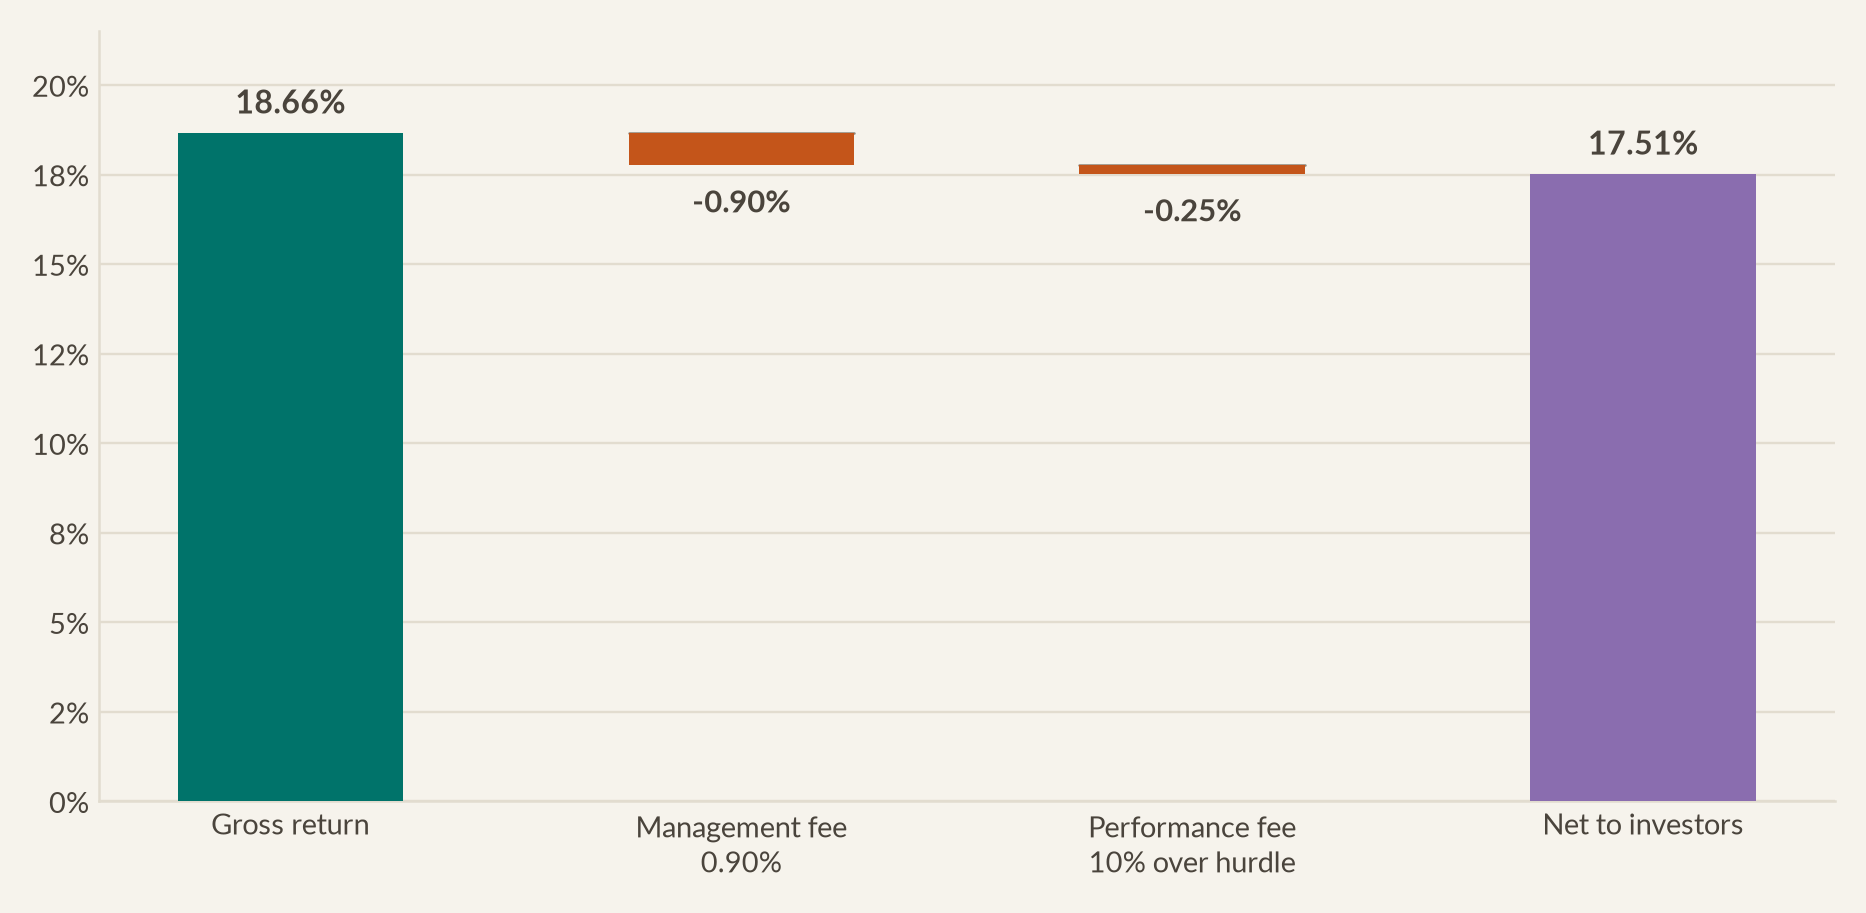 20%
18%
15%
12%
10%
8%
5%
2%
0%
18.66%
-0.90%
-0.25%
17.51%
Gross return
Management fee
0.90%
Performance fee
10% over hurdle
Net to investors